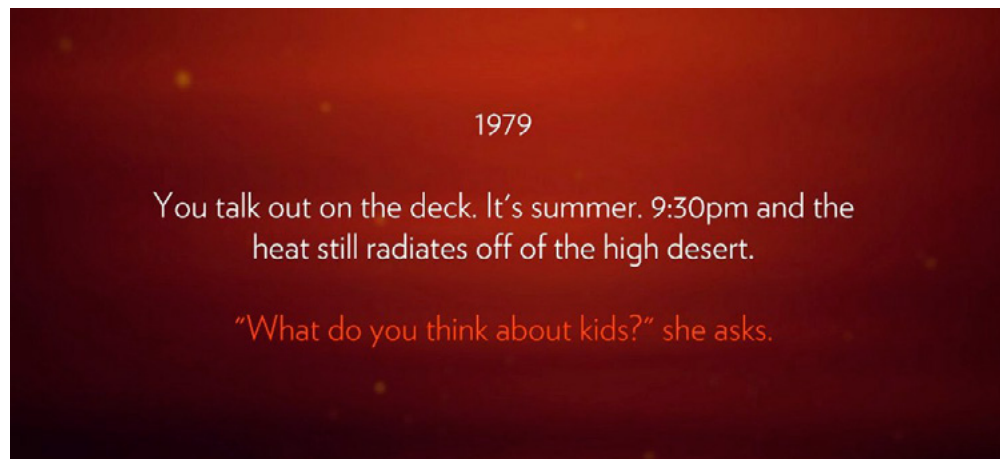 1979
You talk out on the deck. It's summer. 9:30pm and the
heat still radiates off of the high desert.
"What do you think about kids?" she asks.